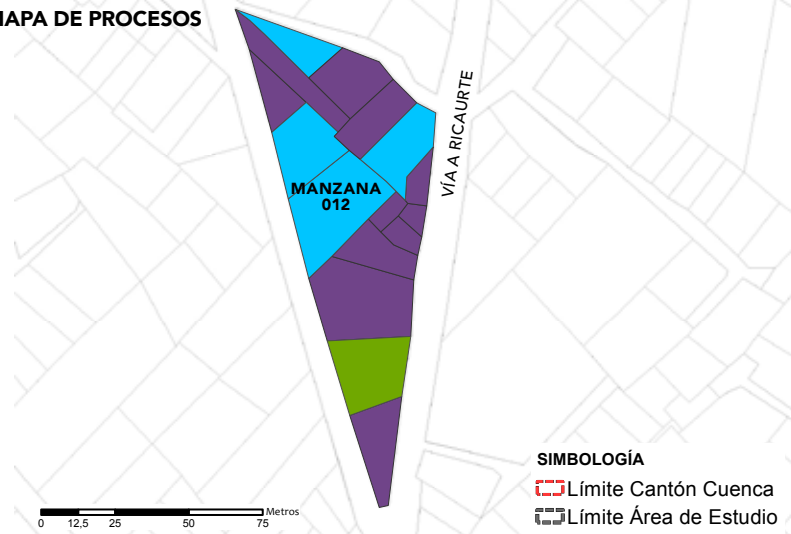 MAPA DE PROCESOS
VÍA A RICAURTE
MANZANA
012
SIMBOLOGÍA
Límite Cantón Cuenca
Límite Área de Estudio
Metros
0 12,5 25 50 75